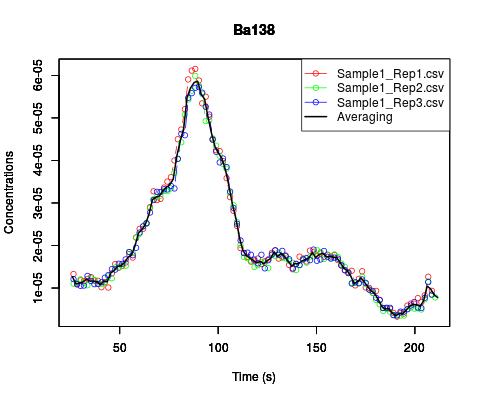 Ba138
Sample1_Rep1.csv
Sample1_Rep2.csv
Sample1_Rep3.csv
Averaging
Concentrations
6e-05
5e-05
4e-05
3e-05
2e-05
1e-05
50
100
150
200
Time (s)